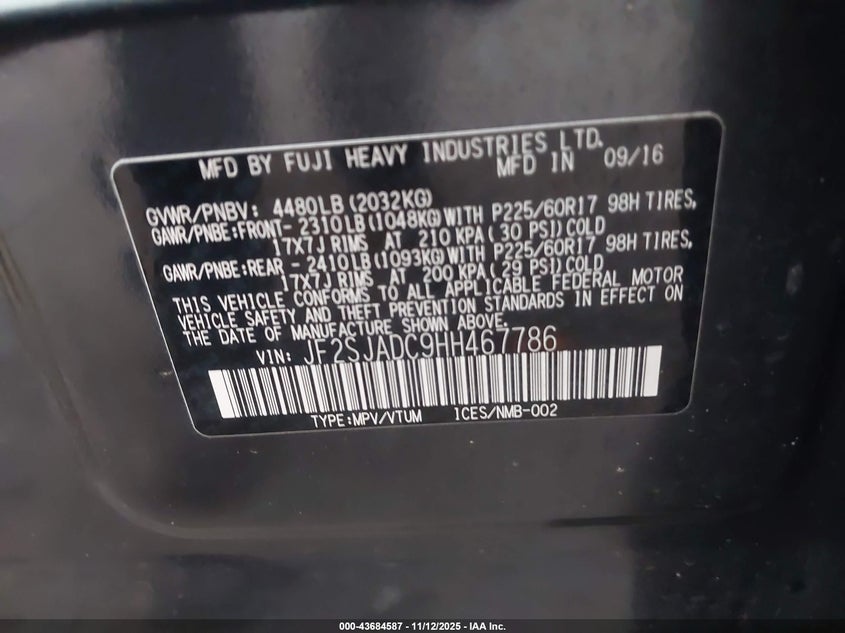 MFD BY FUJI HEAVY INDUSTRIES LTD.
MFD IN 09/16
GVWR/PNBV: 4480LB(2032KG)
GAWR/PNBE:FRONT- 2310LB(1048KG)WITH P225/60R17 98H TIRES,
17X7J RIMS AT 210 KPA( 30 PSI)COLD
GAWR/PNBE:REAR - 2410LB(1093KG)WITH P225/60R17 98H TIRES,
17X7J RIMS AT 200 KPA( 29 PSI)COLD
THIS VEHICLE CONFORMS TO ALL APPLICABLE FEDERAL MOTOR
VEHICLE SAFETY AND THEFT PREVENTION STANDARDS IN EFFECT ON
THE DATE OF MANUFACTURE SHOWN ABOVE.
VIN: JF2SJADC9HH467786
TYPE:MPV/VTUM ICES/NMB-002
000-43684587 - 11/12/2025 - IAA Inc.